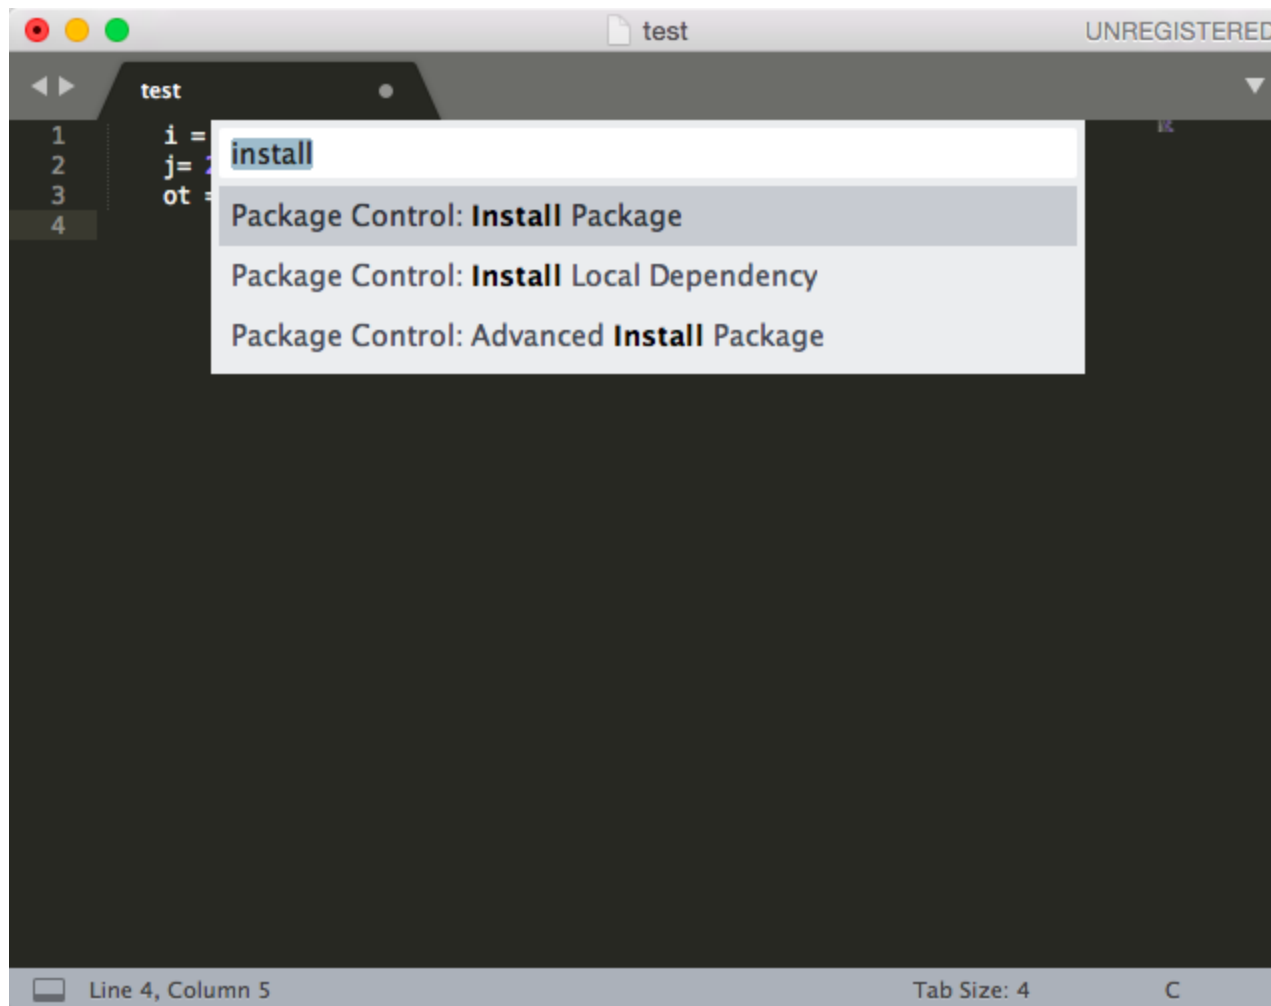 test
UNREGISTERED
test
1 i =
2 j= 2
3 ot =
4
install
Package Control: Install Package
Package Control: Install Local Dependency
Package Control: Advanced Install Package
Line 4, Column 5
Tab Size: 4
C